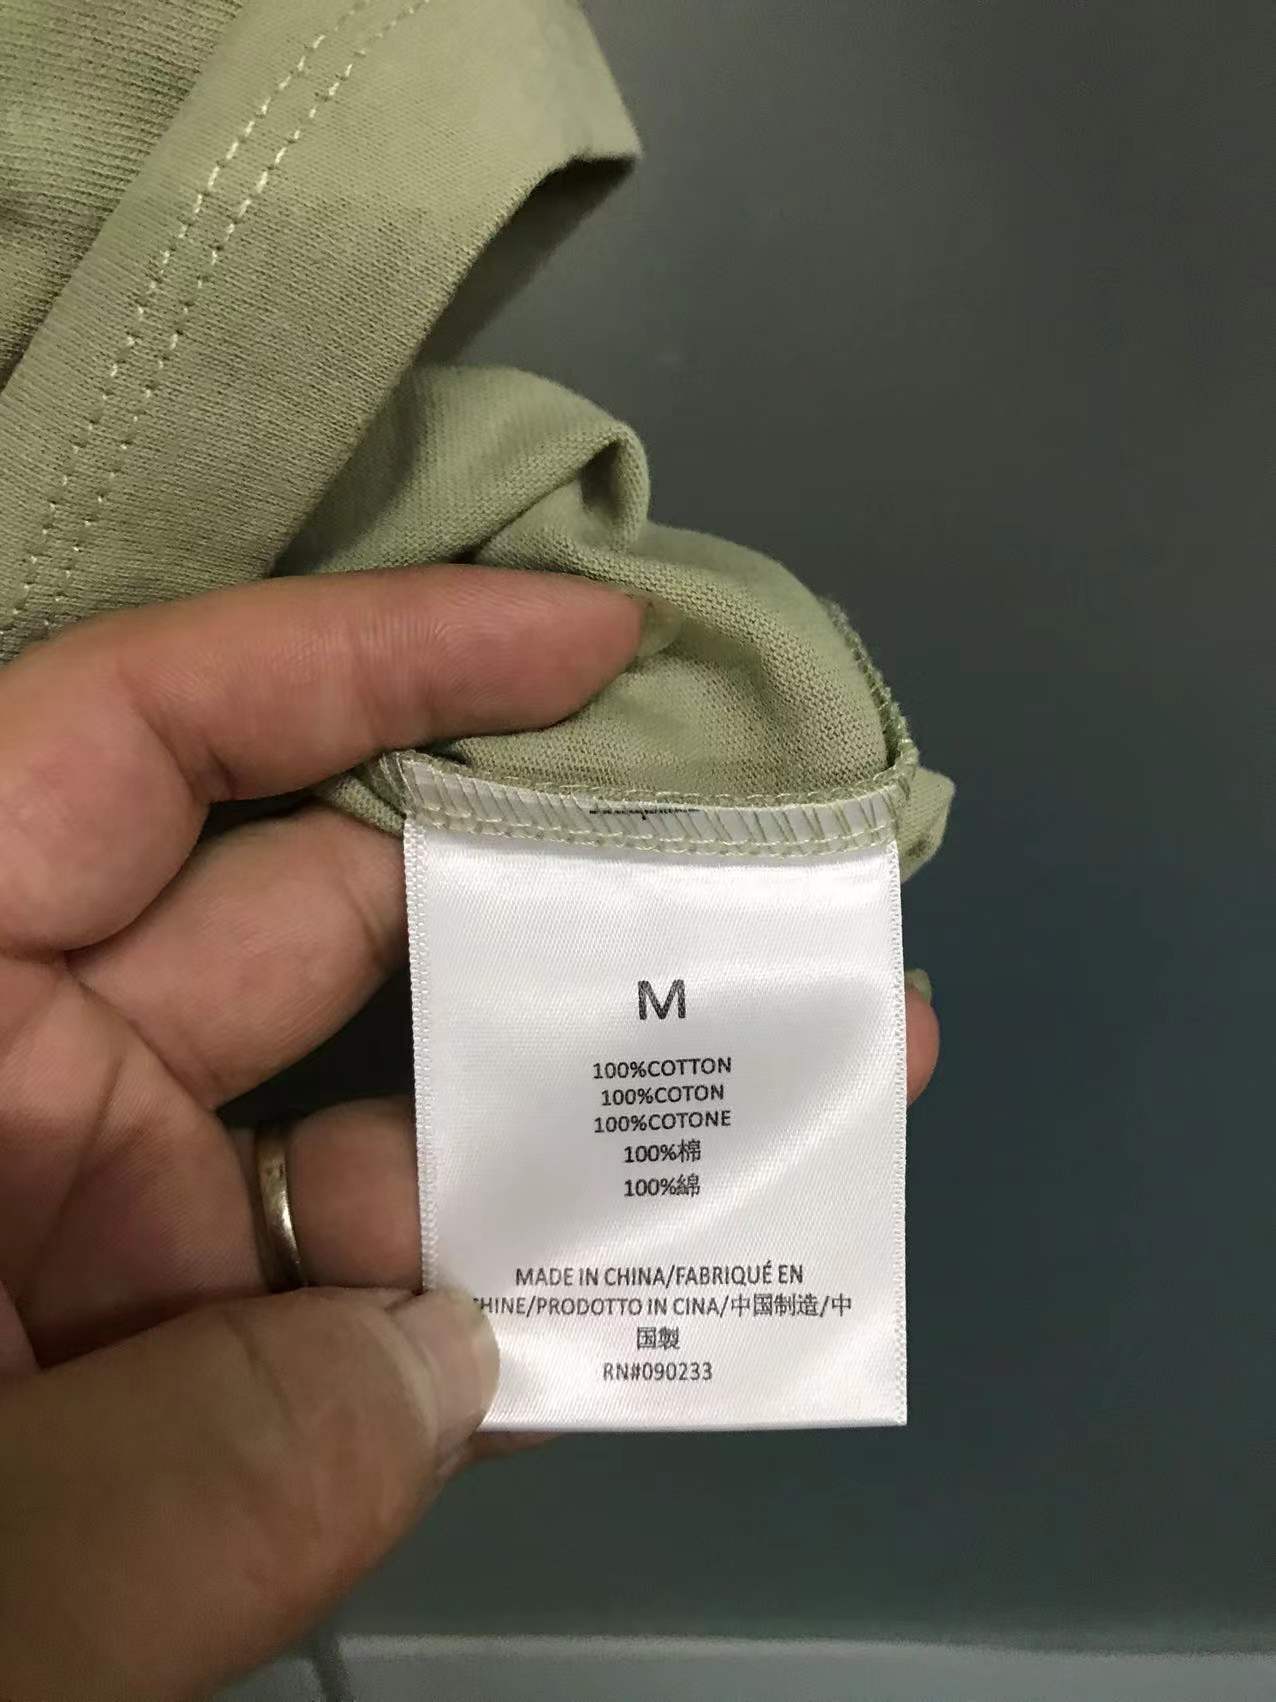 M
100%COTTON
100%COTON
100%COTONE
100%棉
100%綿
MADE IN CHINA/FABRIQUÉ EN
HINE/PRODOTTO IN CINA/中国制造/中
国製
RN#090233